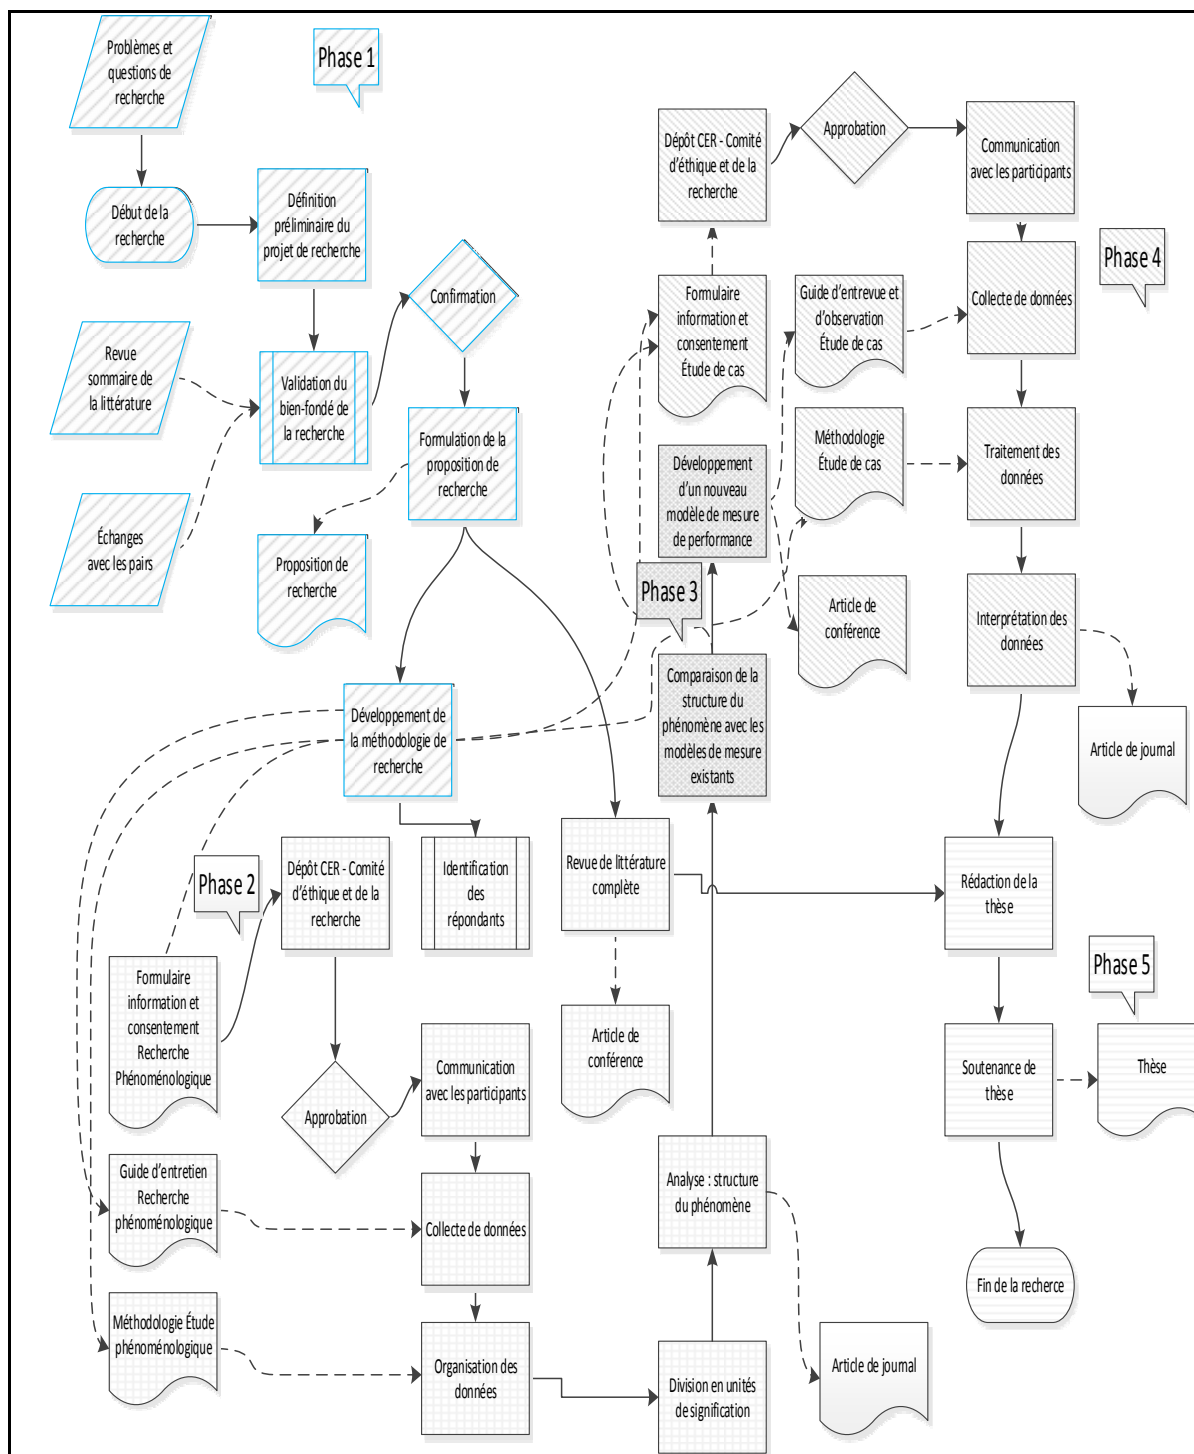 Problèmes et
questions de
recherche
Phase 1
Début de la
recherche
Définition
préliminaire du
projet de recherche
Confirmation
Revue
sommaire de
la littérature
Validation du
bien-fondé de
la recherche
Formulation de la
proposition de
recherche
Échanges
avec les pairs
Proposition de
recherche
Développement de
la méthodologie de
recherche
Phase 2
Dépôt CER - Comité
d'éthique et de la
recherche
Identification
des
répondants
Revue de littérature
complète
Formulaire
information et
consentement
Recherche
Phénoménologique
Article de
conférence
Approbation
Communication
avec les participants
Guide d'entretien
Recherche
phénoménologique
Collecte de données
Méthodologie Étude
phénoménologique
Organisation des
données
Division en unités
de signification
Analyse : structure
du phénomène
Article de journal
Phase 3
Comparaison de la
structure du
phénomène avec les
modèles de mesure
existants
Développement
d'un nouveau
modèle de mesure
de performance
Article de
conférence
Formulaire
information et
consentement
Étude de cas
Dépôt CER - Comité
d'éthique et de la
recherche
Approbation
Communication
avec les participants
Phase 4
Guide d'entrevue et
d'observation
Étude de cas
Collecte de données
Méthodologie
Étude de cas
Traitement des
données
Interprétation des
données
Article de journal
Rédaction de la
thèse
Phase 5
Soutenance de
thèse
Thèse
Fin de la recherce